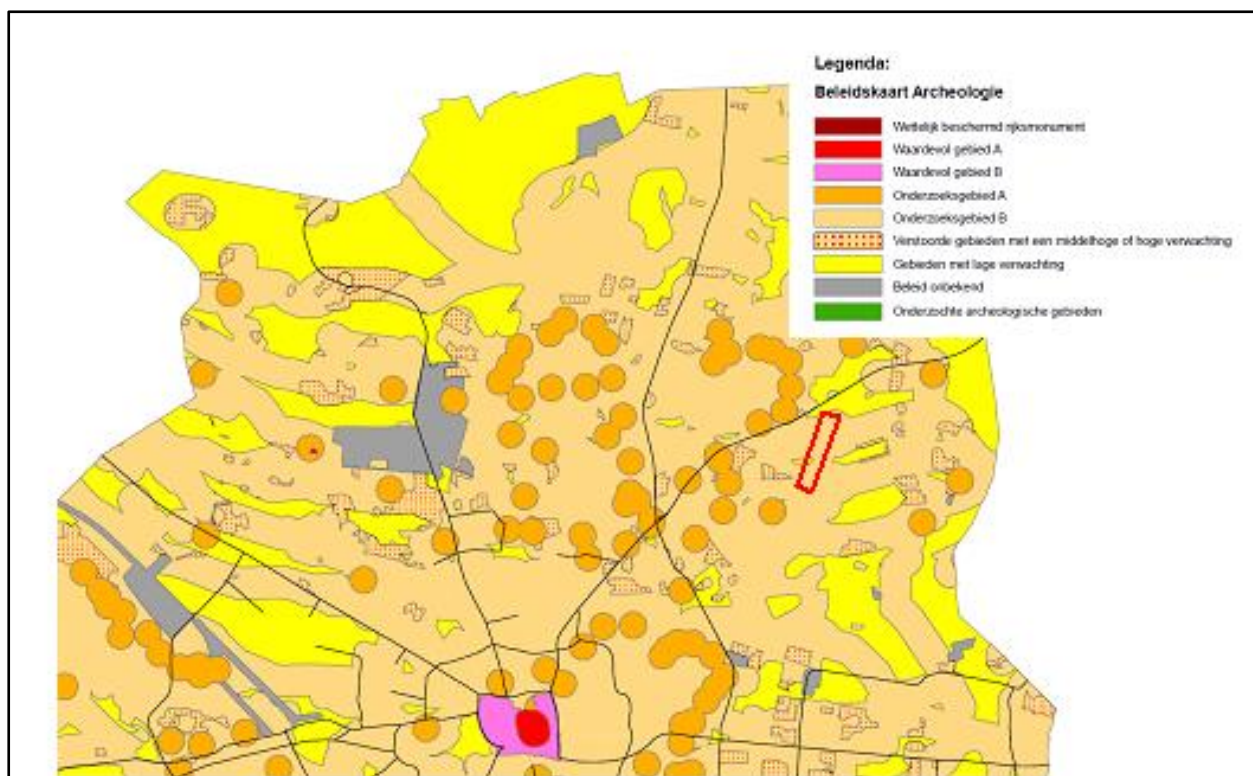 Legenda:
Beleidskaart Archeologie
Wettelijk beschermd rijksmonument
Waardevol gebied A
Waardevol gebied B
Onderzoeksgebied A
Onderzoeksgebied B
Verstoorde gebieden met een middelhoge of hoge verwachting
Gebieden met lage verwachting
Beleid onbekend
Onderzochte archeologische gebieden